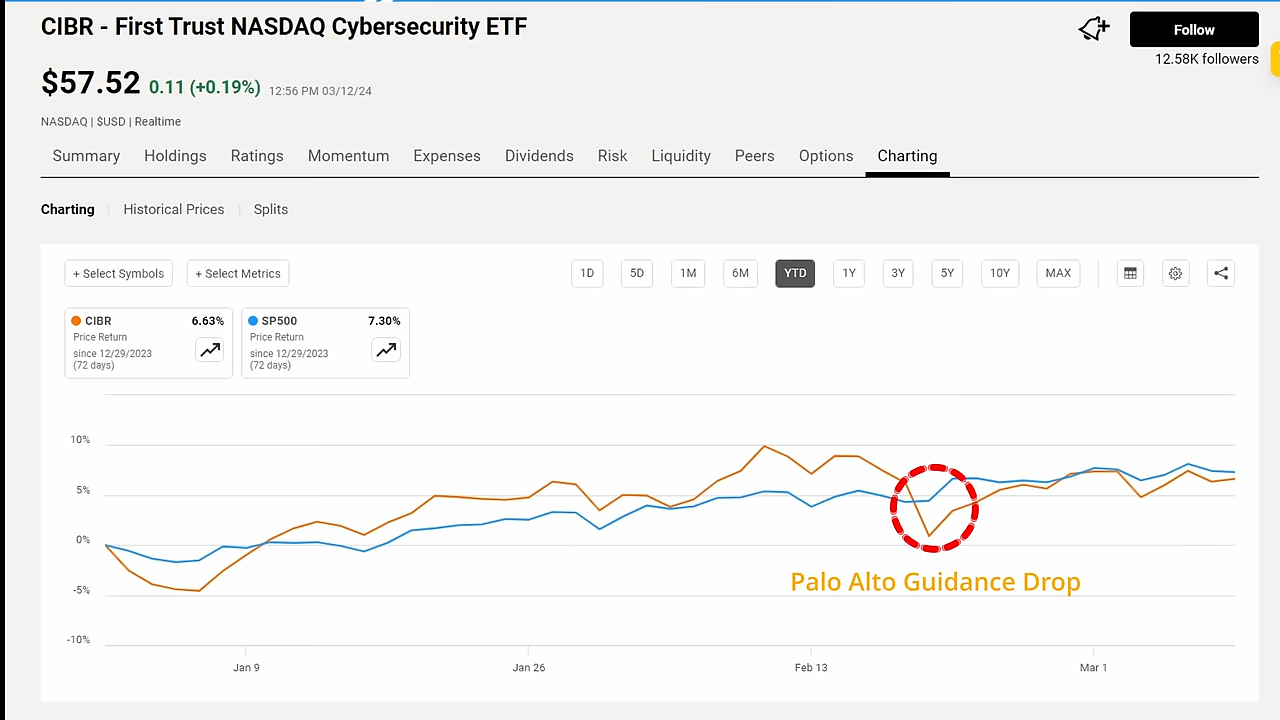 CIBR - First Trust NASDAQ Cybersecurity ETF
Follow
12.58K followers
$57.52 0.11 (+0.19%) 12:56 PM 03/12/24
NASDAQ | $USD | Realtime
Summary Holdings Ratings Momentum Expenses Dividends Risk Liquidity Peers Options Charting
Charting | Historical Prices | Splits
+ Select Symbols + Select Metrics 1D 5D 1M 6M YTD 1Y 3Y 5Y 10Y MAX
CIBR 6.63%
Price Return
since 12/29/2023
(72 days)
SP500 7.30%
Price Return
since 12/29/2023
(72 days)
10%
5%
0%
-5%
-10%
Palo Alto Guidance Drop
Jan 9 Jan 26 Feb 13 Mar 1